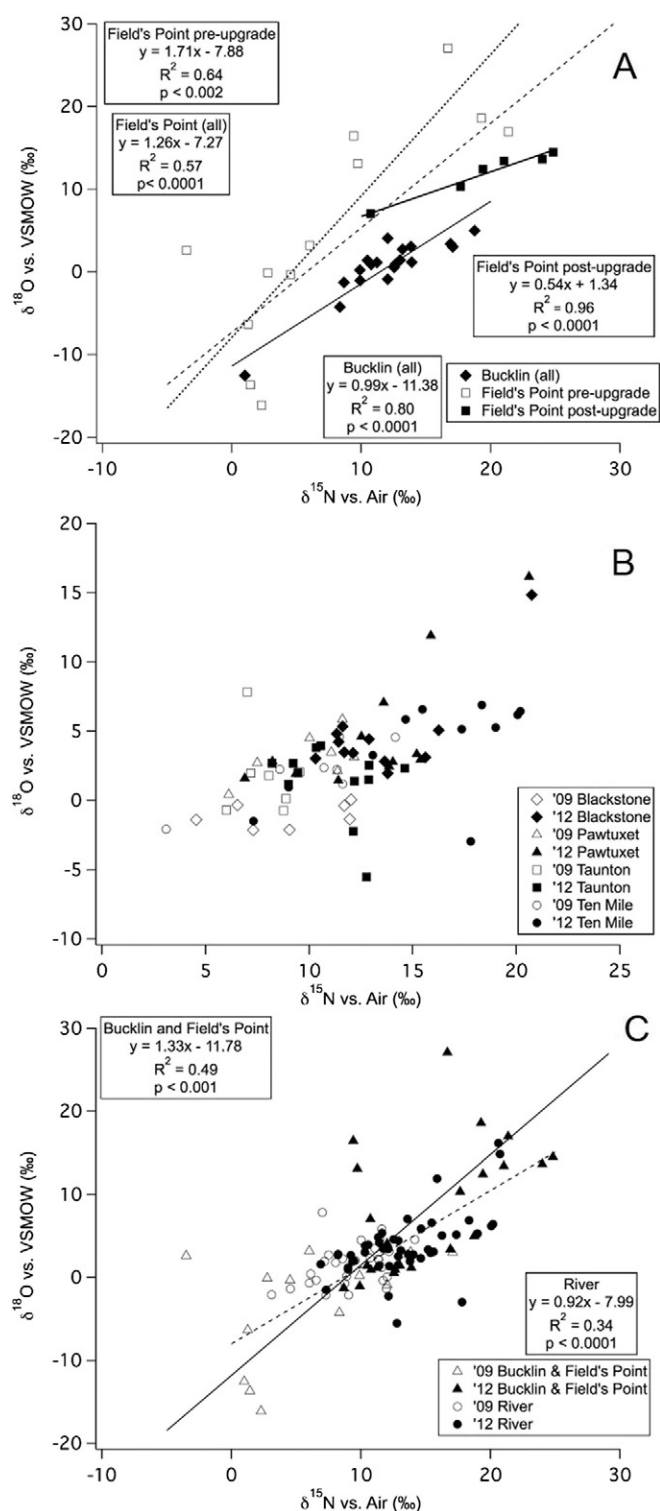 Field's Point pre-upgrade
y = 1.71x - 7.88
R² = 0.64
p < 0.002
A
Field's Point (all)
y = 1.26x - 7.27
R² = 0.57
p< 0.0001
Field's Point post-upgrade
y = 0.54x + 1.34
R² = 0.96
p < 0.0001
Bucklin (all)
y = 0.99x - 11.38
R² = 0.80
p < 0.0001
Bucklin (all)
Field's Point pre-upgrade
Field's Point post-upgrade
30
20
10
0
-10
-20
δ¹⁸O vs. VSMOW (‰)
-10 0 10 20 30
δ¹⁵N vs. Air (‰)
B
20
15
10
5
0
-5
-10
δ¹⁸O vs. VSMOW (‰)
'09 Blackstone
'12 Blackstone
'09 Pawtuxet
'12 Pawtuxet
'09 Taunton
'12 Taunton
'09 Ten Mile
'12 Ten Mile
0 5 10 15 20 25
δ¹⁵N vs. Air (‰)
Bucklin and Field's Point
y = 1.33x - 11.78
R² = 0.49
p < 0.001
C
30
20
10
0
-10
-20
δ¹⁸O vs. VSMOW (‰)
River
y = 0.92x - 7.99
R² = 0.34
p < 0.0001
'09 Bucklin & Field's Point
'12 Bucklin & Field's Point
'09 River
'12 River
-10 0 10 20 30
δ¹⁵N vs. Air (‰)